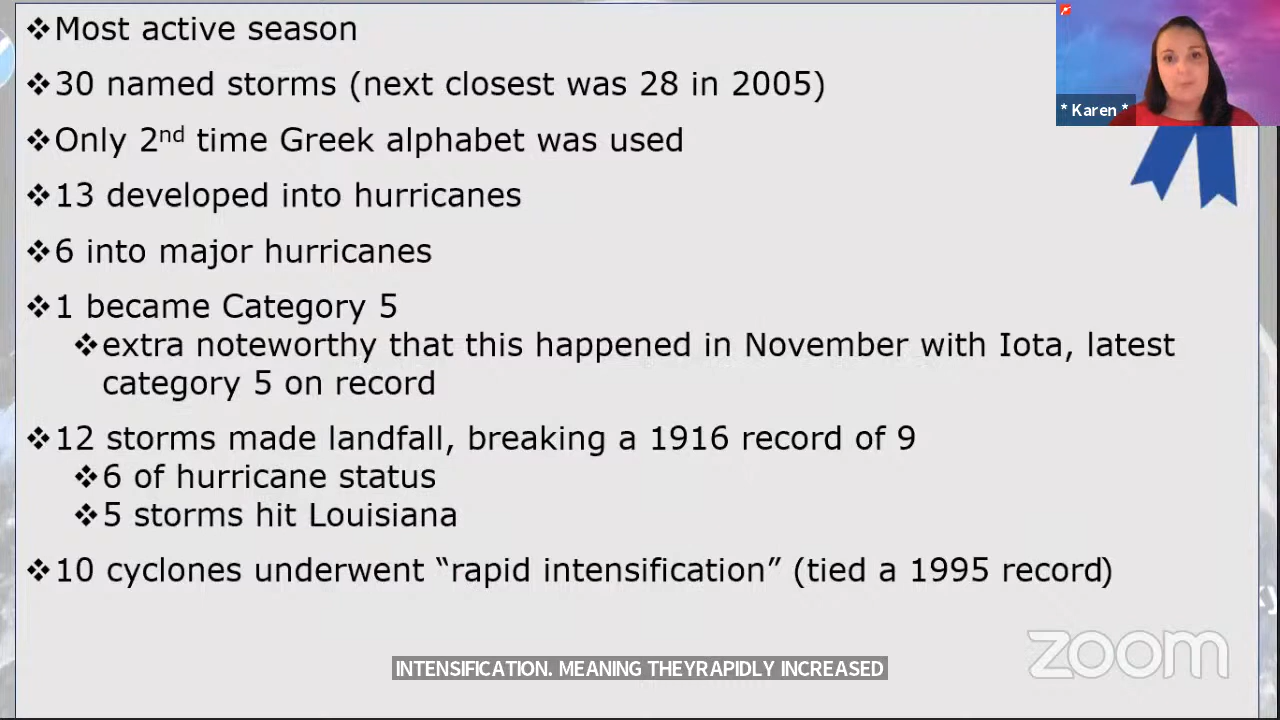 ❖Most active season
❖30 named storms (next closest was 28 in 2005)
❖Only 2nd time Greek alphabet was used
❖13 developed into hurricanes
❖6 into major hurricanes
❖1 became Category 5
❖extra noteworthy that this happened in November with Iota, latest
category 5 on record
❖12 storms made landfall, breaking a 1916 record of 9
❖6 of hurricane status
❖5 storms hit Louisiana
❖10 cyclones underwent “rapid intensification” (tied a 1995 record)
* Karen *
zoom
INTENSIFICATION. MEANING THEYRAPIDLY INCREASED